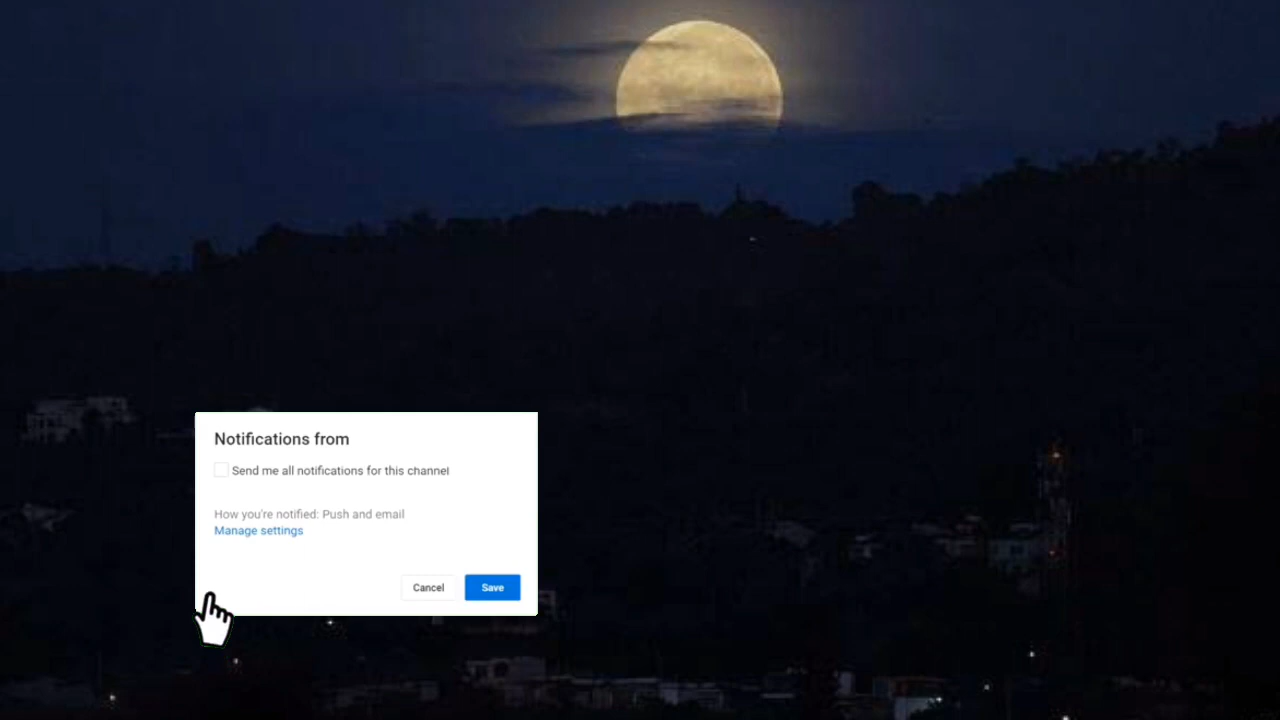 Notifications from
Send me all notifications for this channel
How you're notified: Push and email
Manage settings
Cancel Save